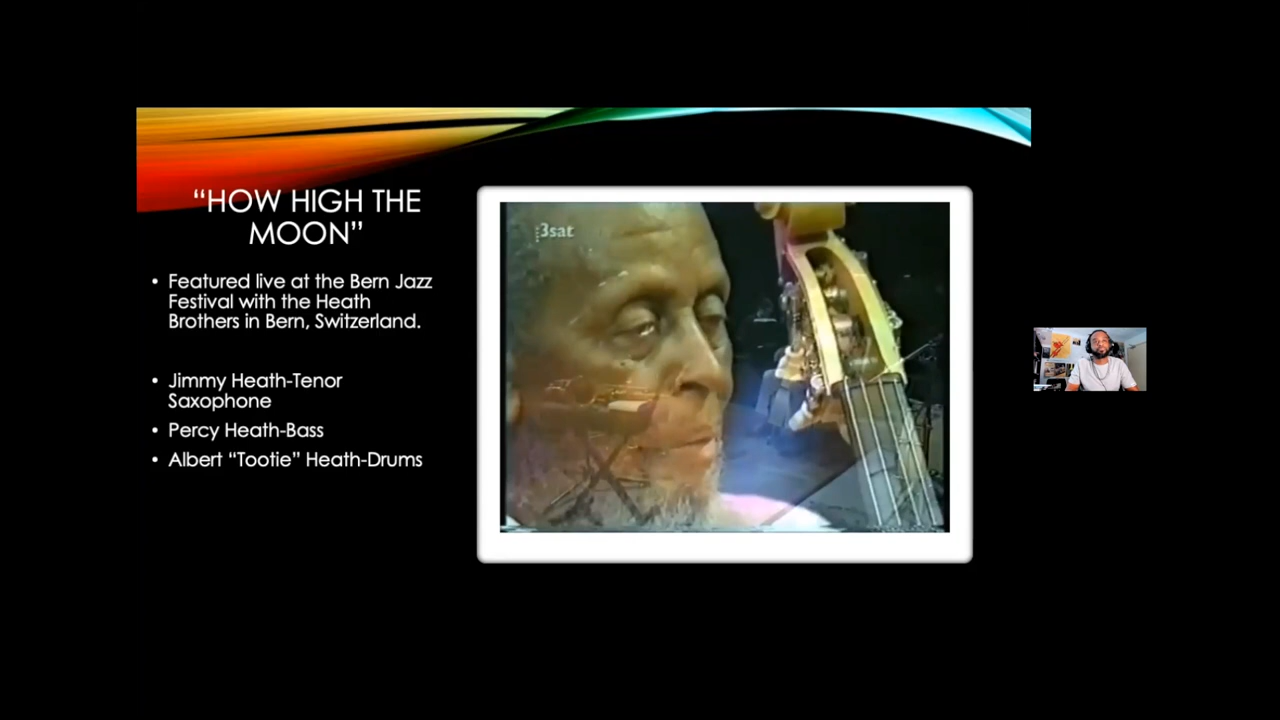 “HOW HIGH THE
MOON”
• Featured live at the Bern Jazz
Festival with the Heath
Brothers in Bern, Switzerland.
• Jimmy Heath-Tenor
Saxophone
• Percy Heath-Bass
• Albert “Tootie” Heath-Drums
3sat